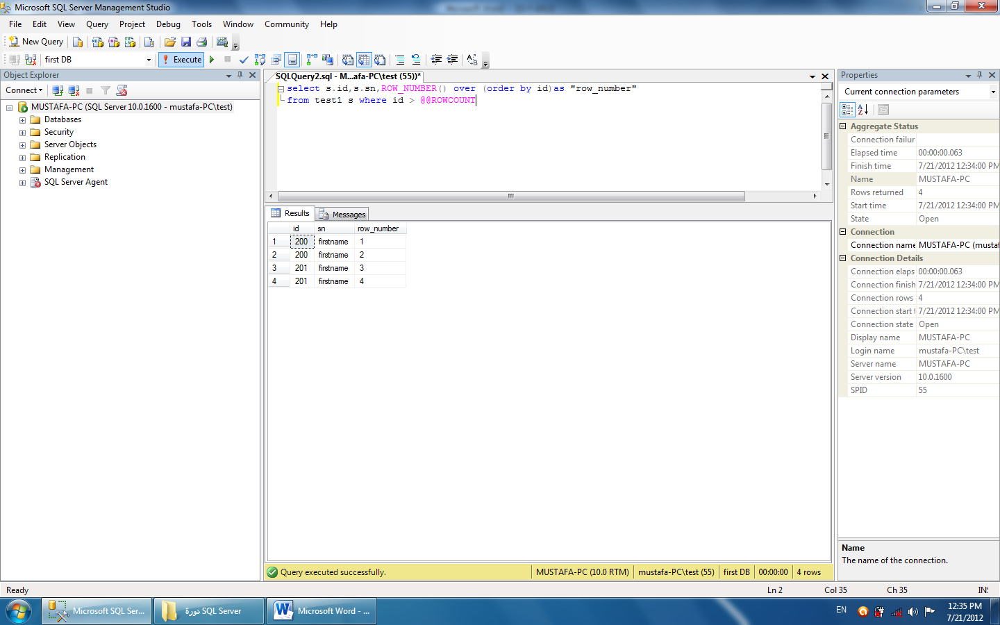 Microsoft SQL Server Management Studio
File Edit View Query Project Debug Tools Window Community Help
New Query
first DB
Execute
Object Explorer
Connect
MUSTAFA-PC (SQL Server 10.0.1600 - mustafa-PC\test)
Databases
Security
Server Objects
Replication
Management
SQL Server Agent
SQLQuery2.sql - M...afa-PC\test (55))*
select s.id,s.sn,ROW_NUMBER() over (order by id)as "row_number"
from test1 s where id > @@ROWCOUNT
Results
Messages
id sn row_number
1 200 firstname 1
2 200 firstname 2
3 201 firstname 3
4 201 firstname 4
Query executed successfully.
MUSTAFA-PC (10.0 RTM)
mustafa-PC\test (55)
first DB
00:00:00
4 rows
Properties
Current connection parameters
Aggregate Status
Connection failur
Elapsed time 00:00:00.063
Finish time 7/21/2012 12:34:00 PM
Name MUSTAFA-PC
Rows returned 4
Start time 7/21/2012 12:34:00 PM
State Open
Connection
Connection name MUSTAFA-PC (mustaf
Connection Details
Connection elaps 00:00:00.063
Connection finish 7/21/2012 12:34:00 PM
Connection rows 4
Connection start t 7/21/2012 12:34:00 PM
Connection state Open
Display name MUSTAFA-PC
Login name mustafa-PC\test
Server name MUSTAFA-PC
Server version 10.0.1600
SPID 55
Name
The name of the connection.
Ready
Ln 2
Col 35
Ch 35
INS
Microsoft SQL Ser...
دورة SQL Server
Microsoft Word - ...
EN
12:35 PM
7/21/2012